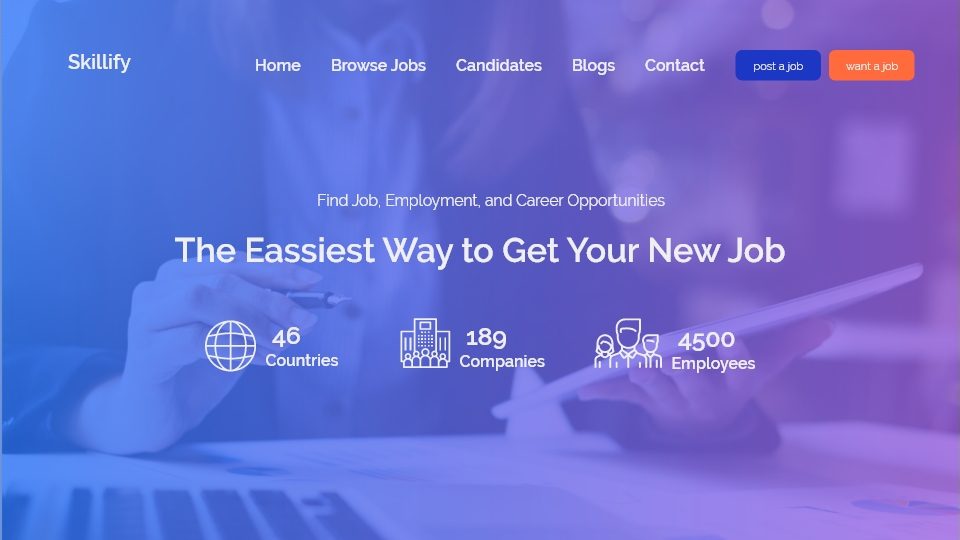 Skillify
Home Browse Jobs Candidates Blogs Contact post a job want a job
Find Job, Employment, and Career Opportunities
The Eassiest Way to Get Your New Job
46 189 4500
Countries Companies Employees